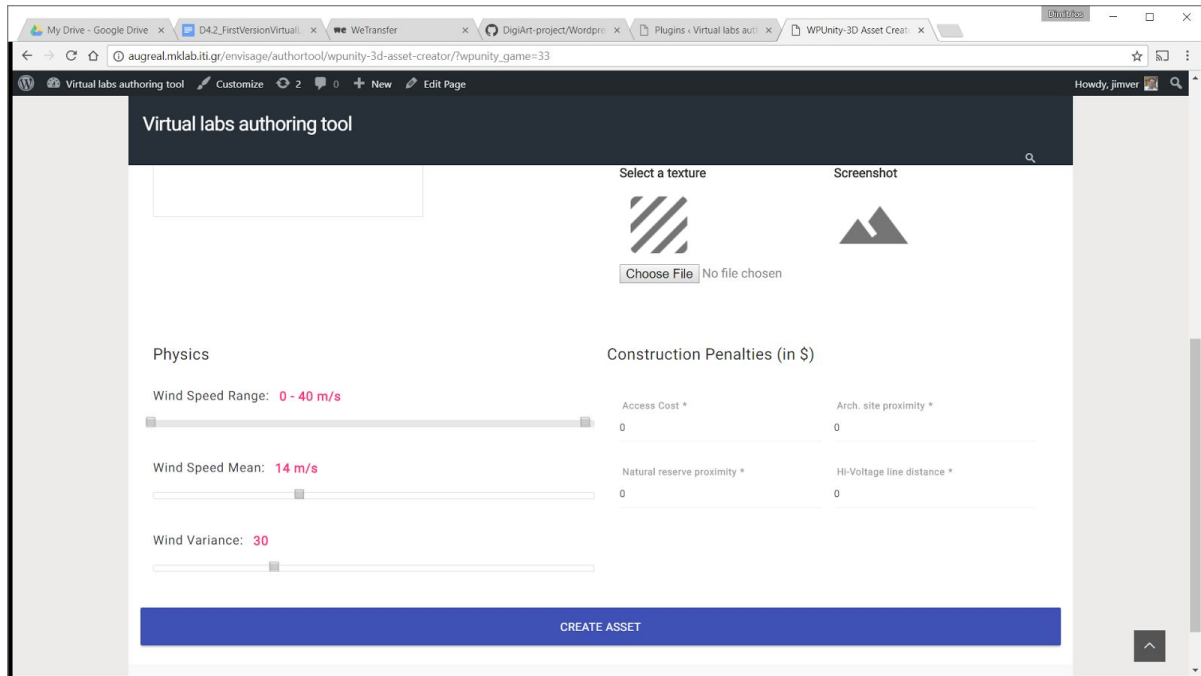 Dimitrios
My Drive - Google Drive
D4.2_FirstVersionVirtualL
we WeTransfer
DigiArt-project/Wordpre
Plugins ‹ Virtual labs auth
WPUnity-3D Asset Creat
augreal.mklab.iti.gr/envisage/authortool/wpunity-3d-asset-creator/?wpunity_game=33
Virtual labs authoring tool Customize 2 0 + New Edit Page Howdy, jimver
Virtual labs authoring tool
Select a texture Screenshot
Choose File No file chosen
Physics
Wind Speed Range: 0 - 40 m/s
Wind Speed Mean: 14 m/s
Wind Variance: 30
Construction Penalties (in $)
Access Cost * Arch. site proximity *
0 0
Natural reserve proximity * Hi-Voltage line distance *
0 0
CREATE ASSET